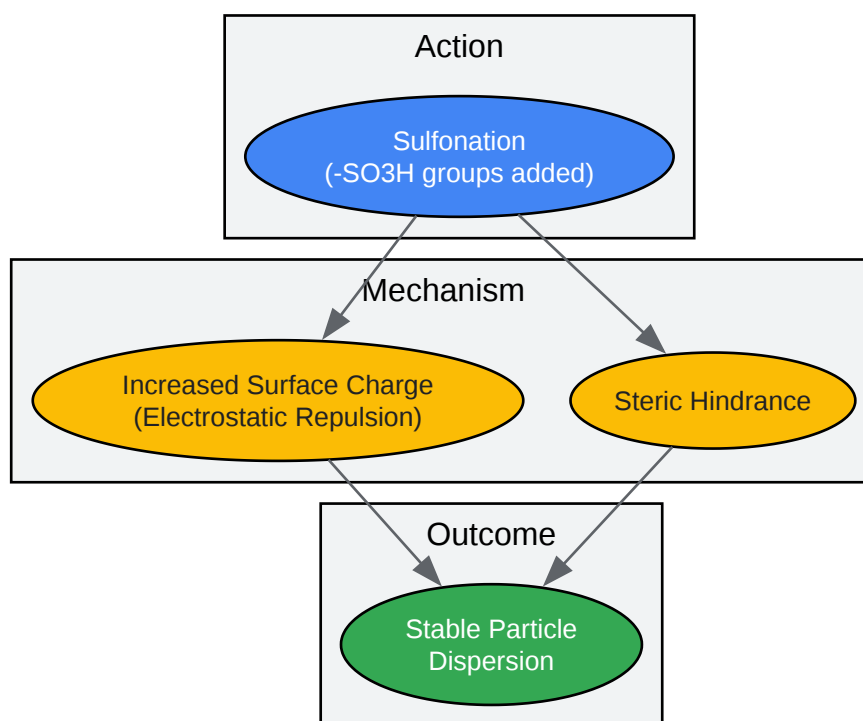 Action
Sulfonation
(-SO3H groups added)
Mechanism
Increased Surface Charge
(Electrostatic Repulsion)
Steric Hindrance
Outcome
Stable Particle
Dispersion